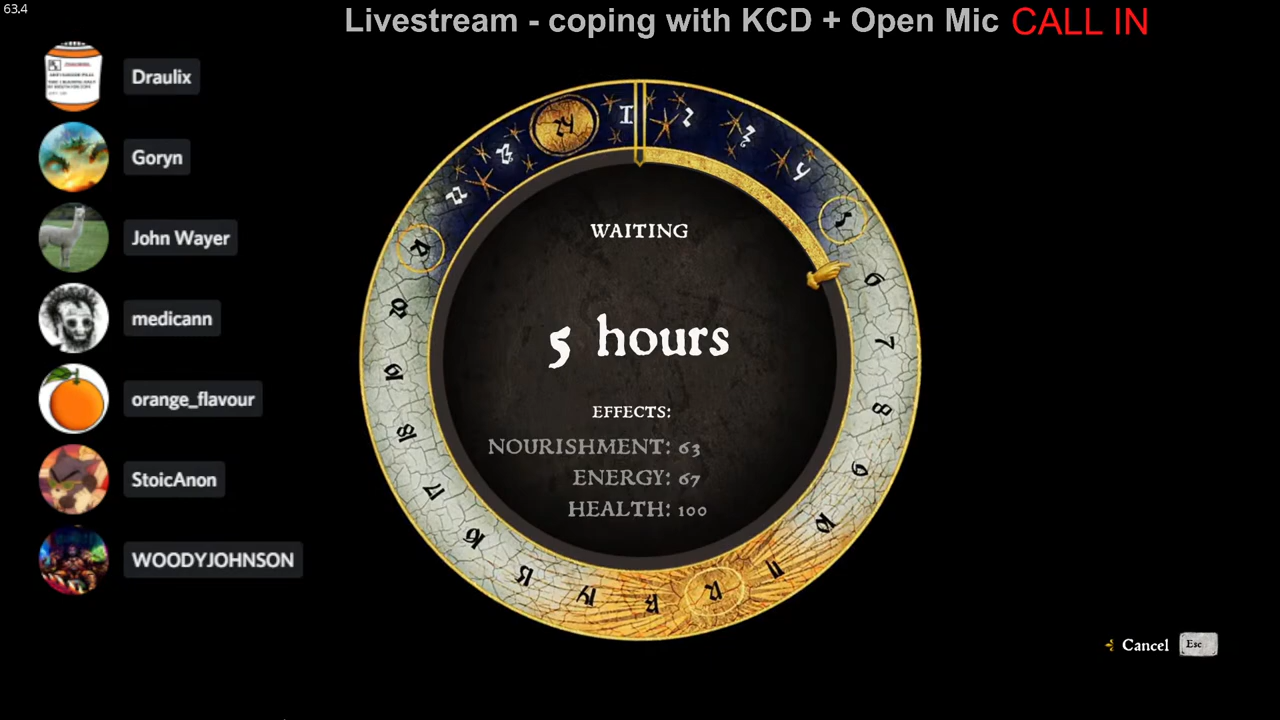 63.4
Livestream - coping with KCD + Open Mic CALL IN
Draulix
Goryn
John Wayer
medicann
orange_flavour
StoicAnon
WOODYJOHNSON
WAITING
5 hours
EFFECTS:
NOURISHMENT: 63
ENERGY: 67
HEALTH: 100
Cancel Esc